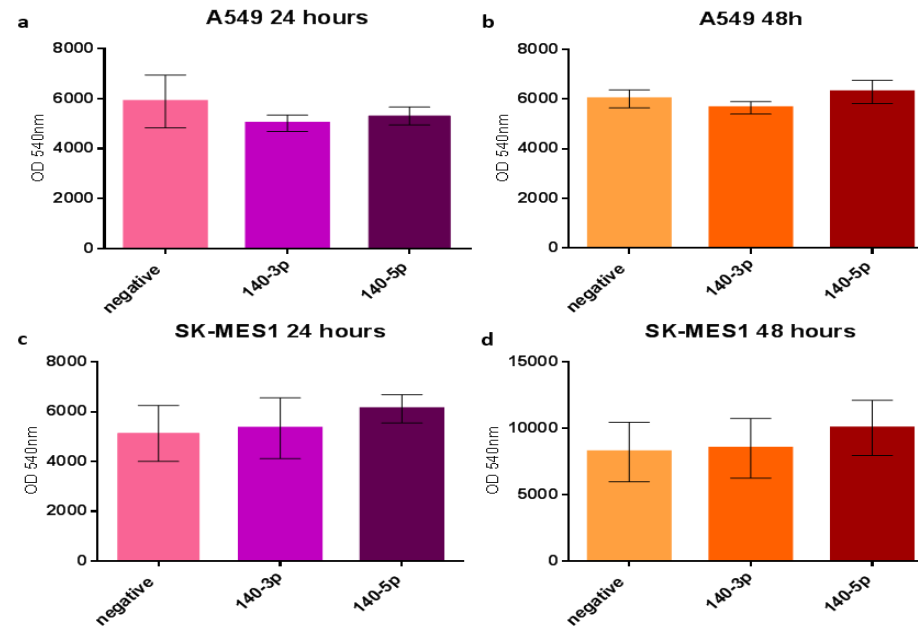 a
A549 24 hours
8000
6000
4000
2000
0
OD 540nm
negative
140-3p
140-5p
b
A549 48h
8000
6000
4000
2000
0
OD 540nm
negative
140-3p
140-5p
c
SK-MES1 24 hours
8000
6000
4000
2000
0
OD 540nm
negative
140-3p
140-5p
d
SK-MES1 48 hours
15000
10000
5000
0
OD 540nm
negative
140-3p
140-5p